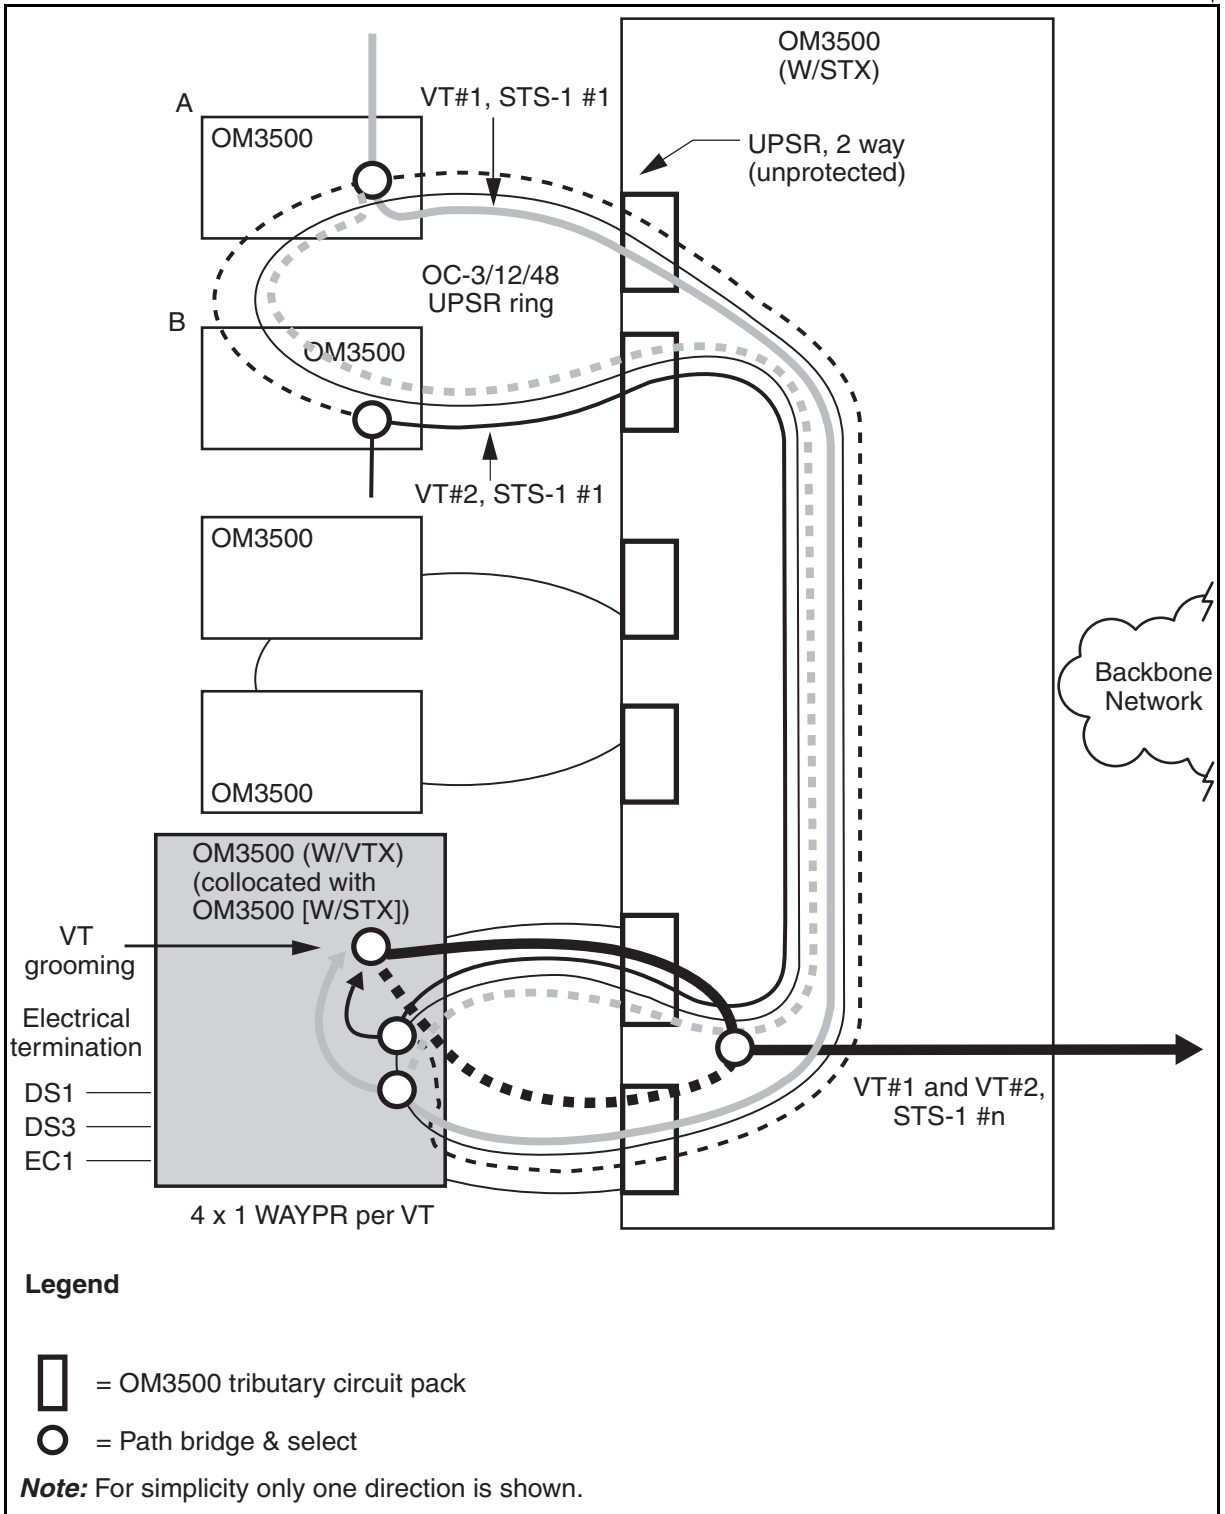 OM3500
(W/STX)
A
VT#1, STS-1 #1
OM3500
UPSR, 2 way
(unprotected)
OC-3/12/48
UPSR ring
B
OM3500
VT#2, STS-1 #1
OM3500
Backbone
Network
OM3500
OM3500 (W/VTX)
(collocated with
OM3500 [W/STX])
VT
grooming
Electrical
termination
DS1
DS3
EC1
VT#1 and VT#2,
STS-1 #n
4 x 1 WAYPR per VT
Legend
= OM3500 tributary circuit pack
= Path bridge & select
Note: For simplicity only one direction is shown.